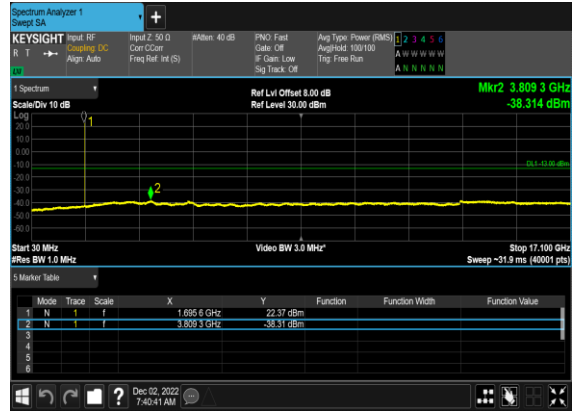 Spectrum Analyzer 1
Swept SA
+
KEYSIGHT Input: RF Input Z: 50 Ω #Atten: 40 dB PNO: Fast Avg Type: Power (RMS) 1 2 3 4 5 6
R T Coupling: DC Corr CCorr Gate: Off Avg|Hold: 100/100 A W W W W W
Align: Auto Freq Ref: Int (S) IF Gain: Low Trig: Free Run
Sig Track: Off A N N N N N
1 Spectrum Ref Lvl Offset 8.00 dB Mkr2 3.809 3 GHz
Scale/Div 10 dB Ref Level 30.00 dBm -38.314 dBm
Log
1
20.0
10.0
0.00
-10.0
DL1 -13.00 dBm
-20.0
-30.0
2
-40.0
-50.0
-60.0
Start 30 MHz Video BW 3.0 MHz* Stop 17.100 GHz
#Res BW 1.0 MHz Sweep ~31.9 ms (40001 pts)
5 Marker Table
Mode Trace Scale X Y Function Function Width Function Value
1 N 1 f 1.695 6 GHz 22.37 dBm
2 N 1 f 3.809 3 GHz -38.31 dBm
3
4
5
6
? Dec 02, 2022
7:40:41 AM